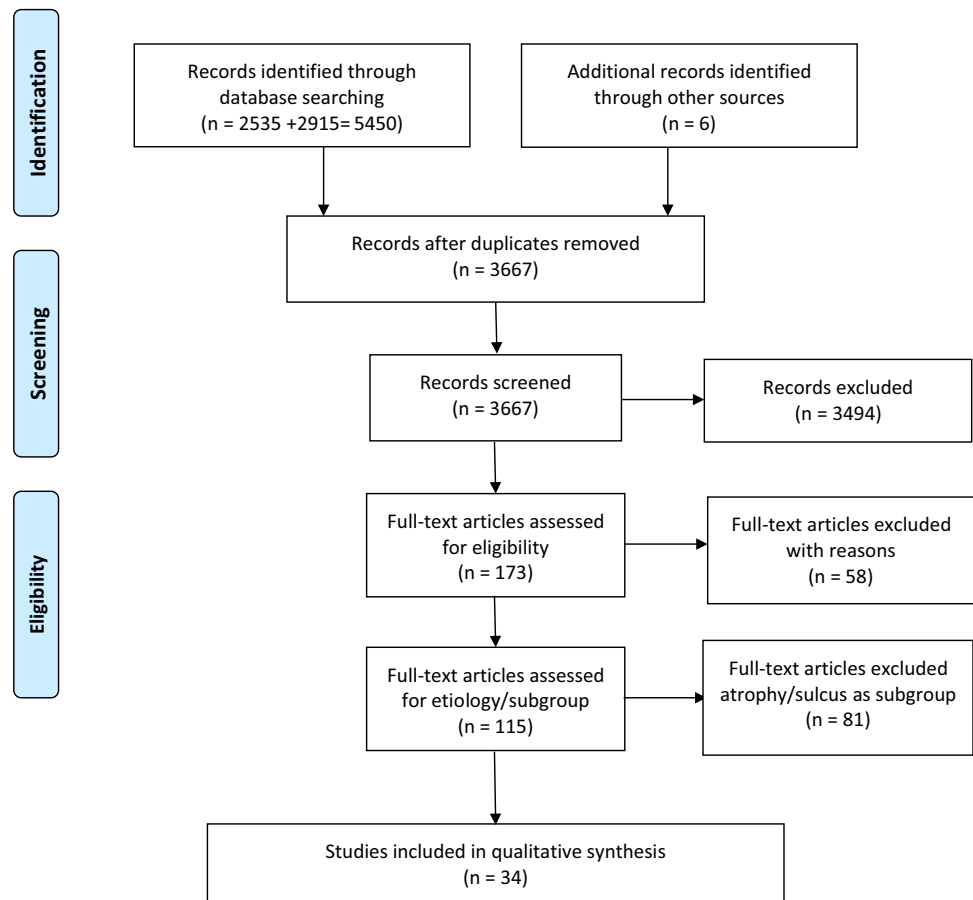 Identification
Records identified through
database searching
(n = 2535 +2915= 5450)
Additional records identified
through other sources
(n = 6)
Records after duplicates removed
(n = 3667)
Screening
Records screened
(n = 3667)
Records excluded
(n = 3494)
Eligibility
Full-text articles assessed
for eligibility
(n = 173)
Full-text articles excluded
with reasons
(n = 58)
Full-text articles assessed
for etiology/subgroup
(n = 115)
Full-text articles excluded
atrophy/sulcus as subgroup
(n = 81)
Studies included in qualitative synthesis
(n = 34)